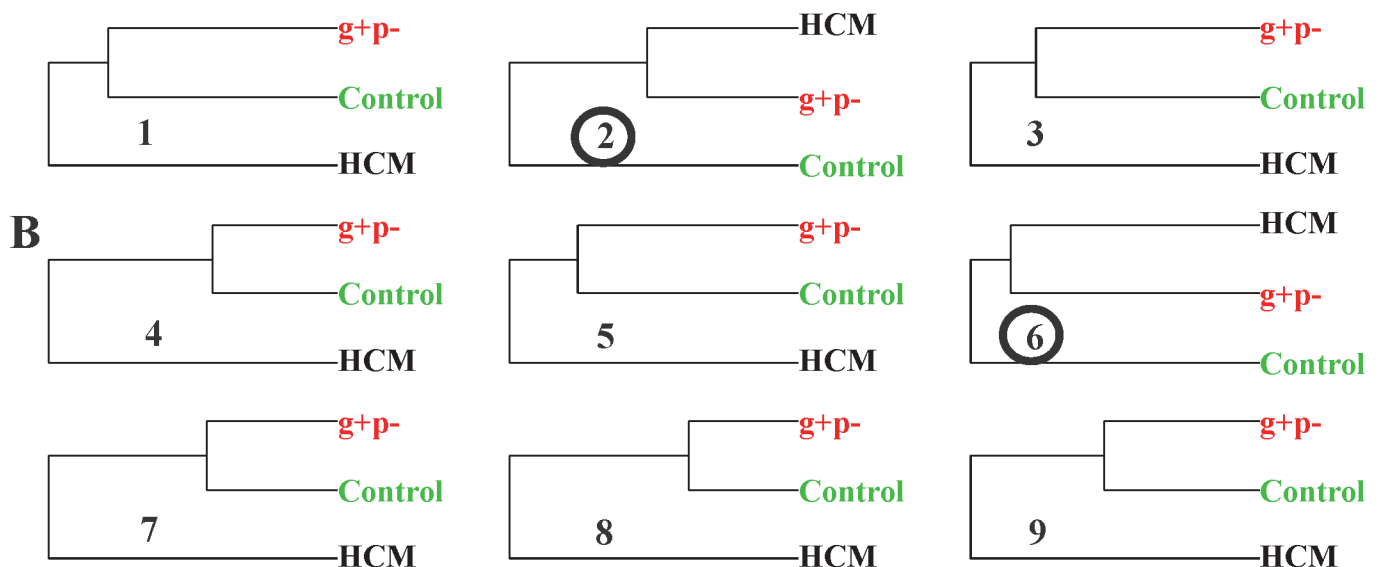 g+p-
Control
1
HCM
HCM
g+p-
2
Control
g+p-
Control
3
HCM
B
g+p-
Control
4
HCM
g+p-
Control
5
HCM
HCM
g+p-
6
Control
g+p-
Control
7
HCM
g+p-
Control
8
HCM
g+p-
Control
9
HCM